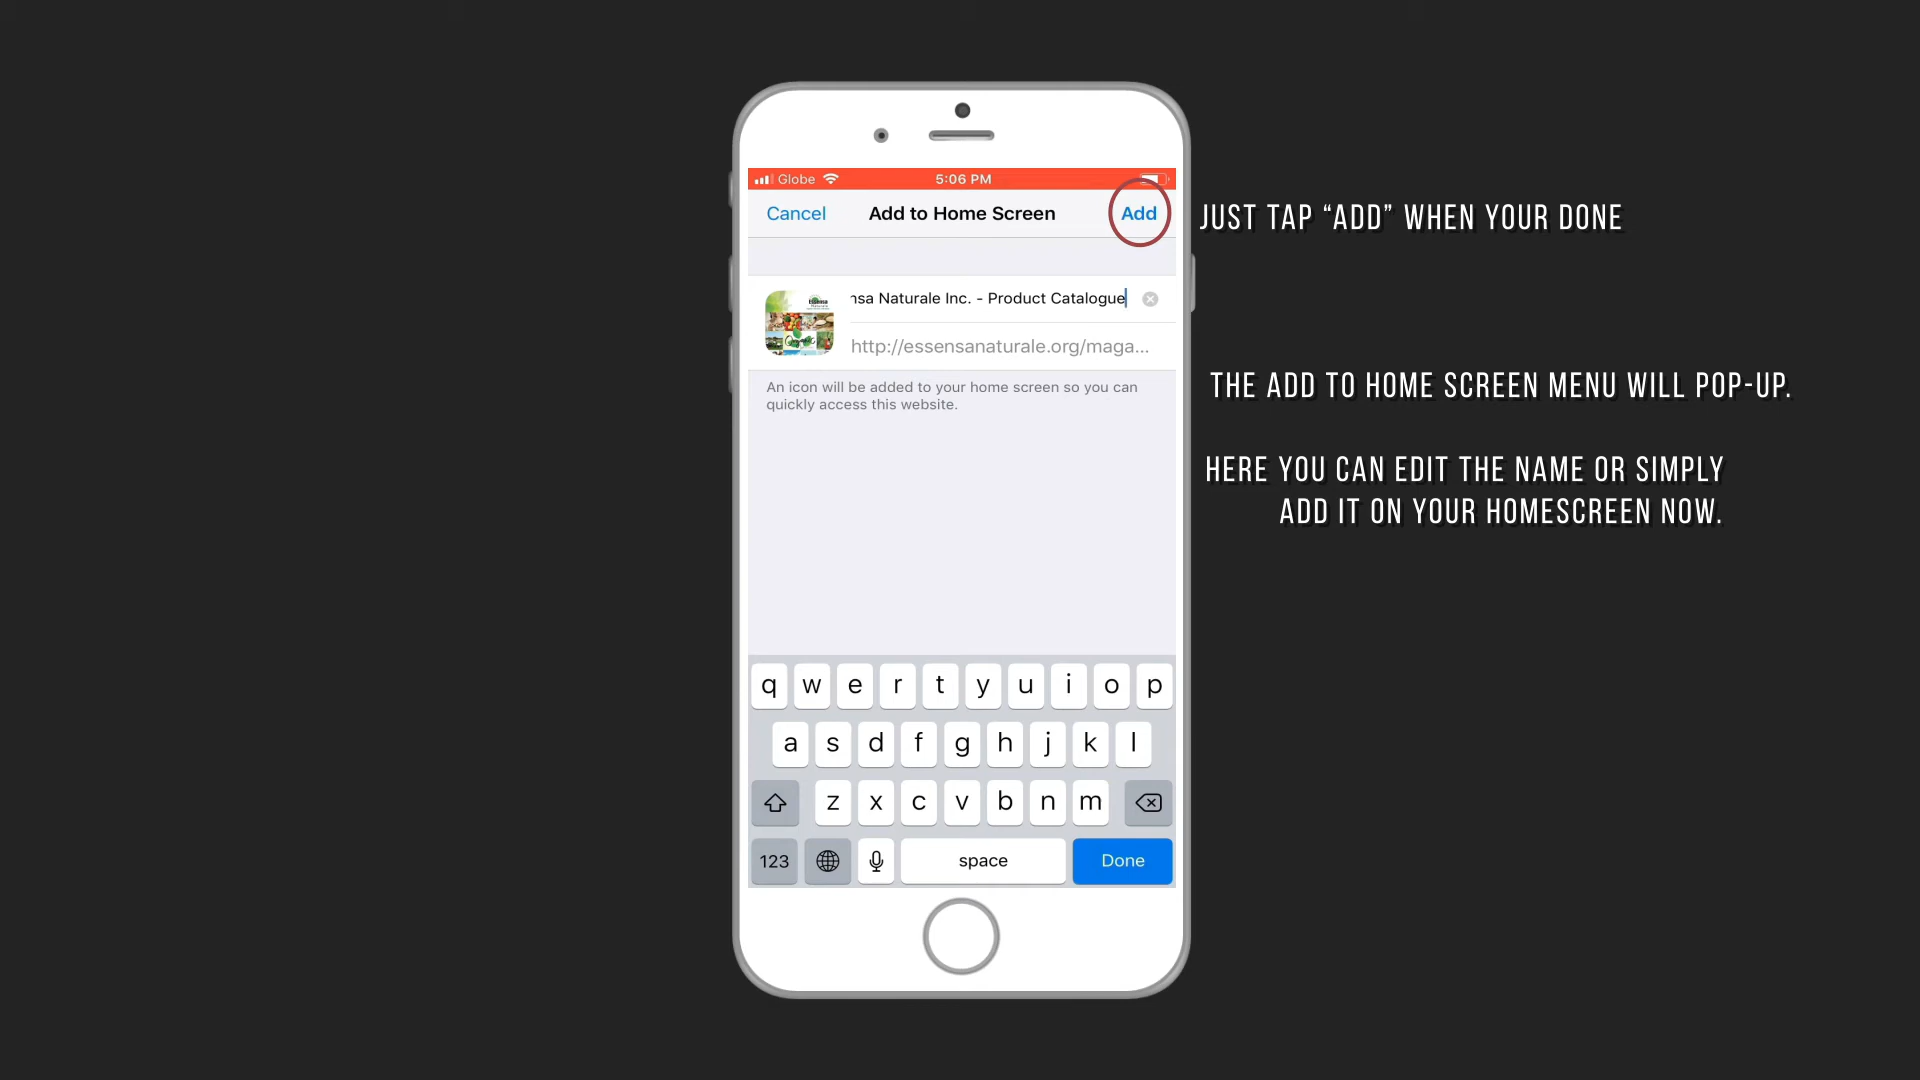 Globe
5:06 PM
Cancel
Add to Home Screen
Add
JUST TAP “ADD” WHEN YOUR DONE
nsa Naturale Inc. - Product Catalogue
http://essensanaturale.org/maga...
An icon will be added to your home screen so you can
quickly access this website.
THE ADD TO HOME SCREEN MENU WILL POP-UP.
HERE YOU CAN EDIT THE NAME OR SIMPLY
ADD IT ON YOUR HOMESCREEN NOW.
Essensa
Organic
q w e r t y u i o p
a s d f g h j k l
z x c v b n m
123
space
Done